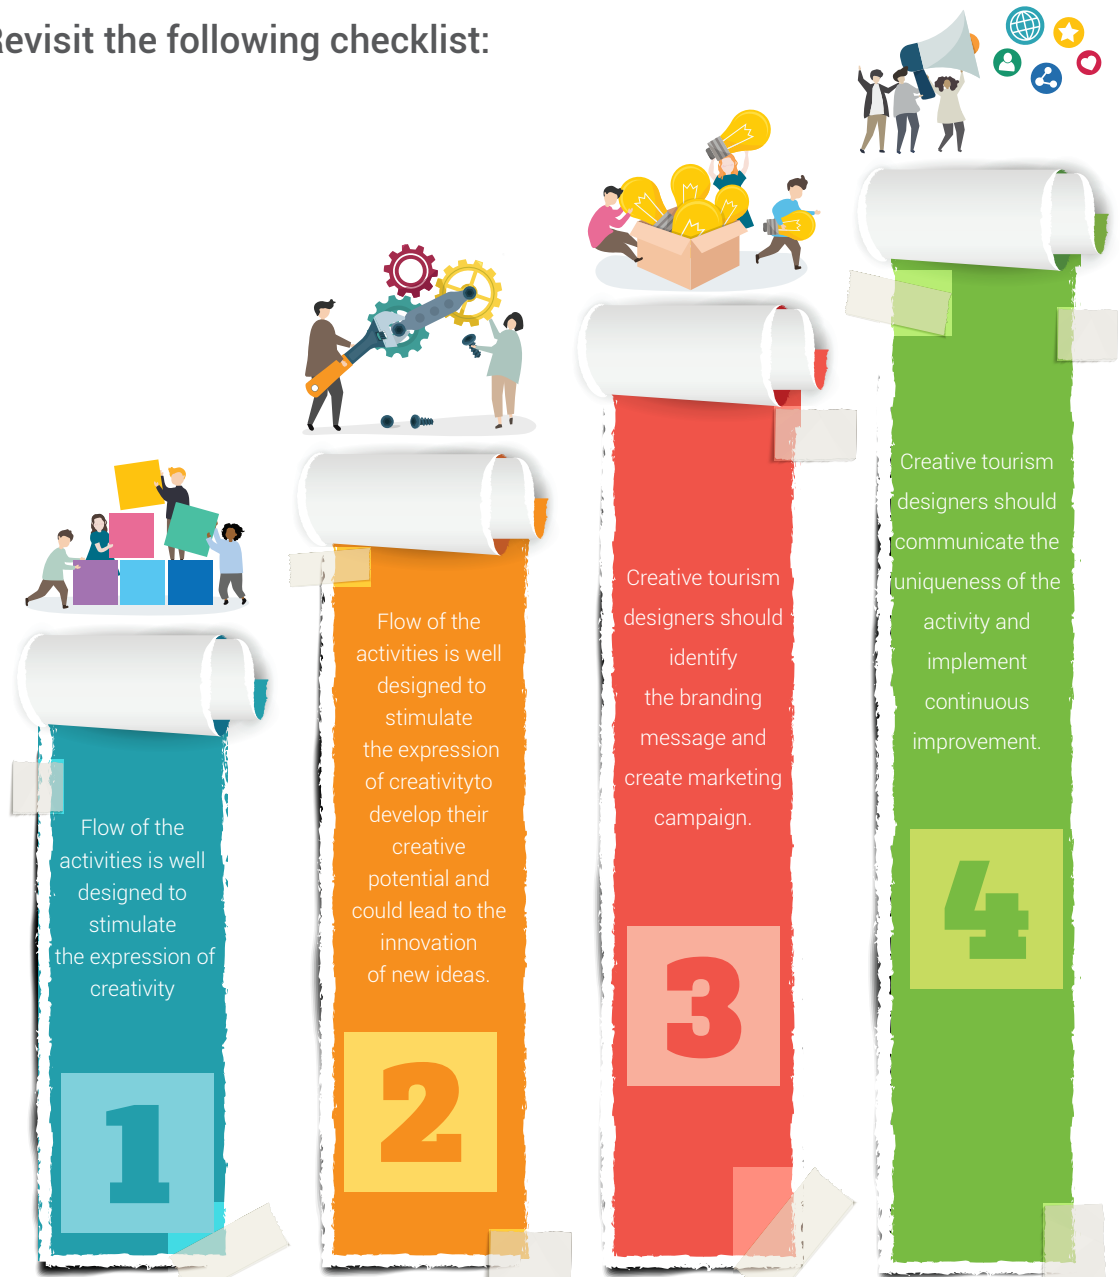 Revisit the following checklist:
Flow of the
activities is well
designed to
stimulate
the expression of
creativity
1
Flow of the
activities is well
designed to
stimulate
the expression
of creativityto
develop their
creative
potential and
could lead to the
innovation
of new ideas.
2
Creative tourism
designers should
identify
the branding
message and
create marketing
campaign.
3
Creative tourism
designers should
communicate the
uniqueness of the
activity and
implement
continuous
improvement.
4